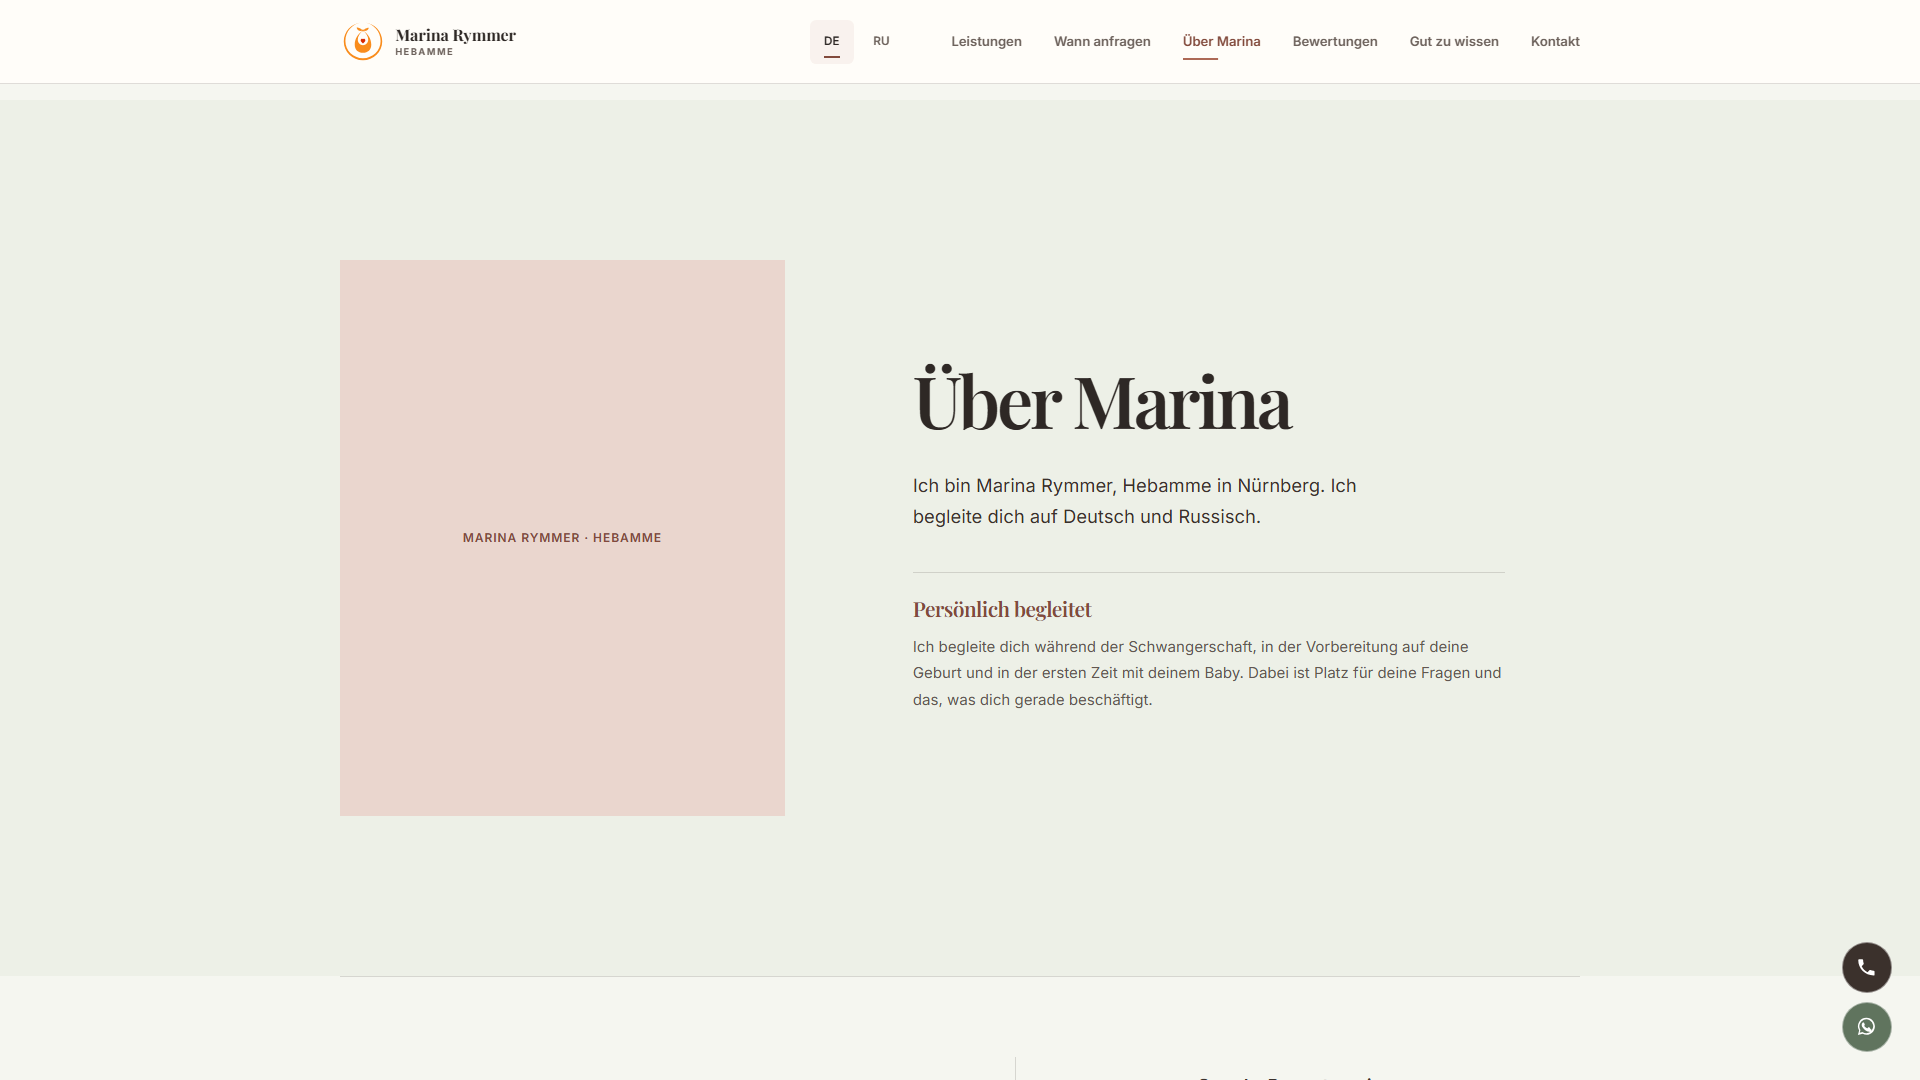 Marina Rymmer
HEBAMME
DE
RU
Leistungen
Wann anfragen
Über Marina
Bewertungen
Gut zu wissen
Kontakt
MARINA RYMMER · HEBAMME
Über Marina
Ich bin Marina Rymmer, Hebamme in Nürnberg. Ich
begleite dich auf Deutsch und Russisch.
Persönlich begleitet
Ich begleite dich während der Schwangerschaft, in der Vorbereitung auf deine
Geburt und in der ersten Zeit mit deinem Baby. Dabei ist Platz für deine Fragen und
das, was dich gerade beschäftigt.